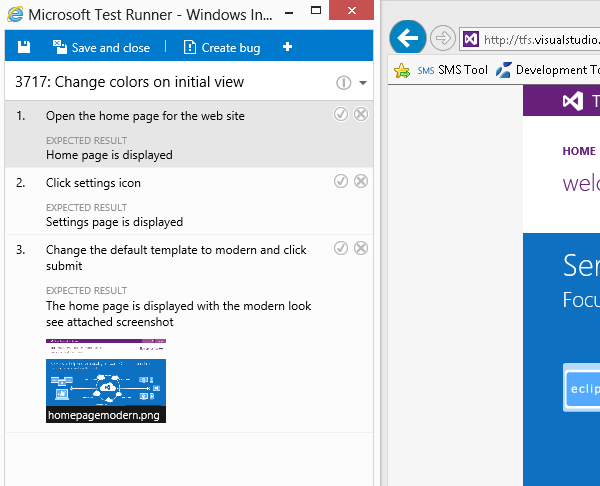 Microsoft Test Runner - Windows In...
Save and close
Create bug
3717: Change colors on initial view
1. Open the home page for the web site
EXPECTED RESULT
Home page is displayed
2. Click settings icon
EXPECTED RESULT
Settings page is displayed
3. Change the default template to modern and click
submit
EXPECTED RESULT
The home page is displayed with the modern look
see attached screenshot
homepagemodern.png
http://tfs.visualstudio.
SMS SMS Tool Development To
T
HOME
welc
Ser
Focu
eclip